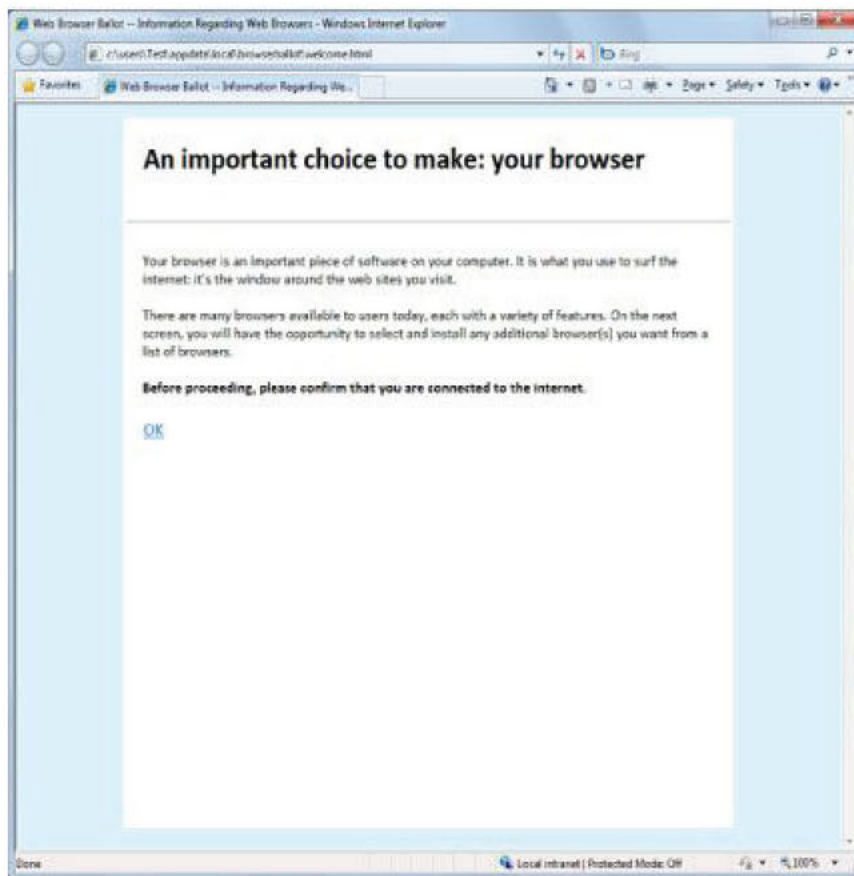 Web Browser Ballot -- Information Regarding Web Browsers - Windows Internet Explorer
Bing
Favorites Web Browser Ballot -- Information Regarding We... Page Safety Tools
An important choice to make: your browser
Your browser is an important piece of software on your computer. It is what you use to surf the
internet: it's the window around the web sites you visit.
There are many browsers available to users today, each with a variety of features. On the next
screen, you will have the opportunity to select and install any additional browser(s) you want from a
list of browsers.
Before proceeding, please confirm that you are connected to the internet.
OK
Done Local intranet | Protected Mode: Off 100%